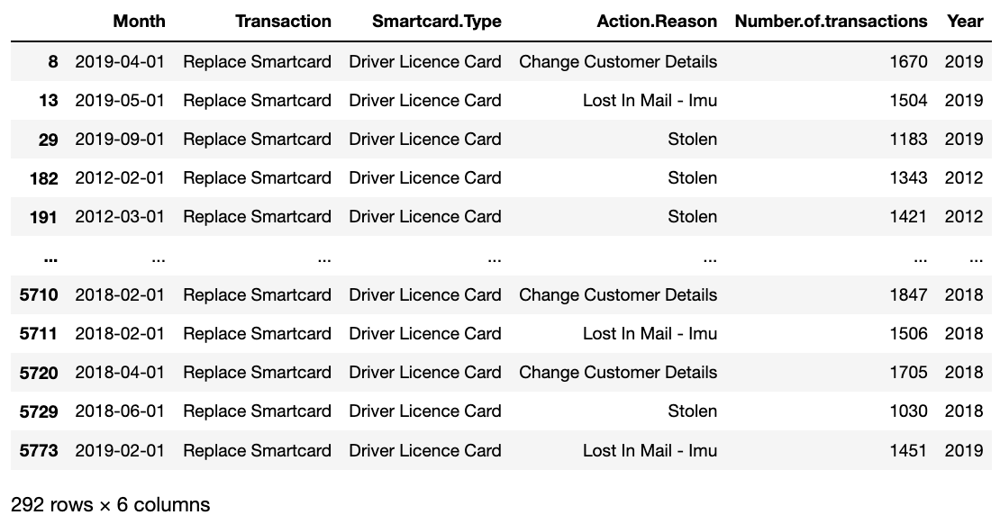 Month Transaction Smartcard.Type Action.Reason Number.of.transactions Year
8 2019-04-01 Replace Smartcard Driver Licence Card Change Customer Details 1670 2019
13 2019-05-01 Replace Smartcard Driver Licence Card Lost In Mail - Imu 1504 2019
29 2019-09-01 Replace Smartcard Driver Licence Card Stolen 1183 2019
182 2012-02-01 Replace Smartcard Driver Licence Card Stolen 1343 2012
191 2012-03-01 Replace Smartcard Driver Licence Card Stolen 1421 2012
... ... ... ... ... ... ...
5710 2018-02-01 Replace Smartcard Driver Licence Card Change Customer Details 1847 2018
5711 2018-02-01 Replace Smartcard Driver Licence Card Lost In Mail - Imu 1506 2018
5720 2018-04-01 Replace Smartcard Driver Licence Card Change Customer Details 1705 2018
5729 2018-06-01 Replace Smartcard Driver Licence Card Stolen 1030 2018
5773 2019-02-01 Replace Smartcard Driver Licence Card Lost In Mail - Imu 1451 2019
292 rows × 6 columns